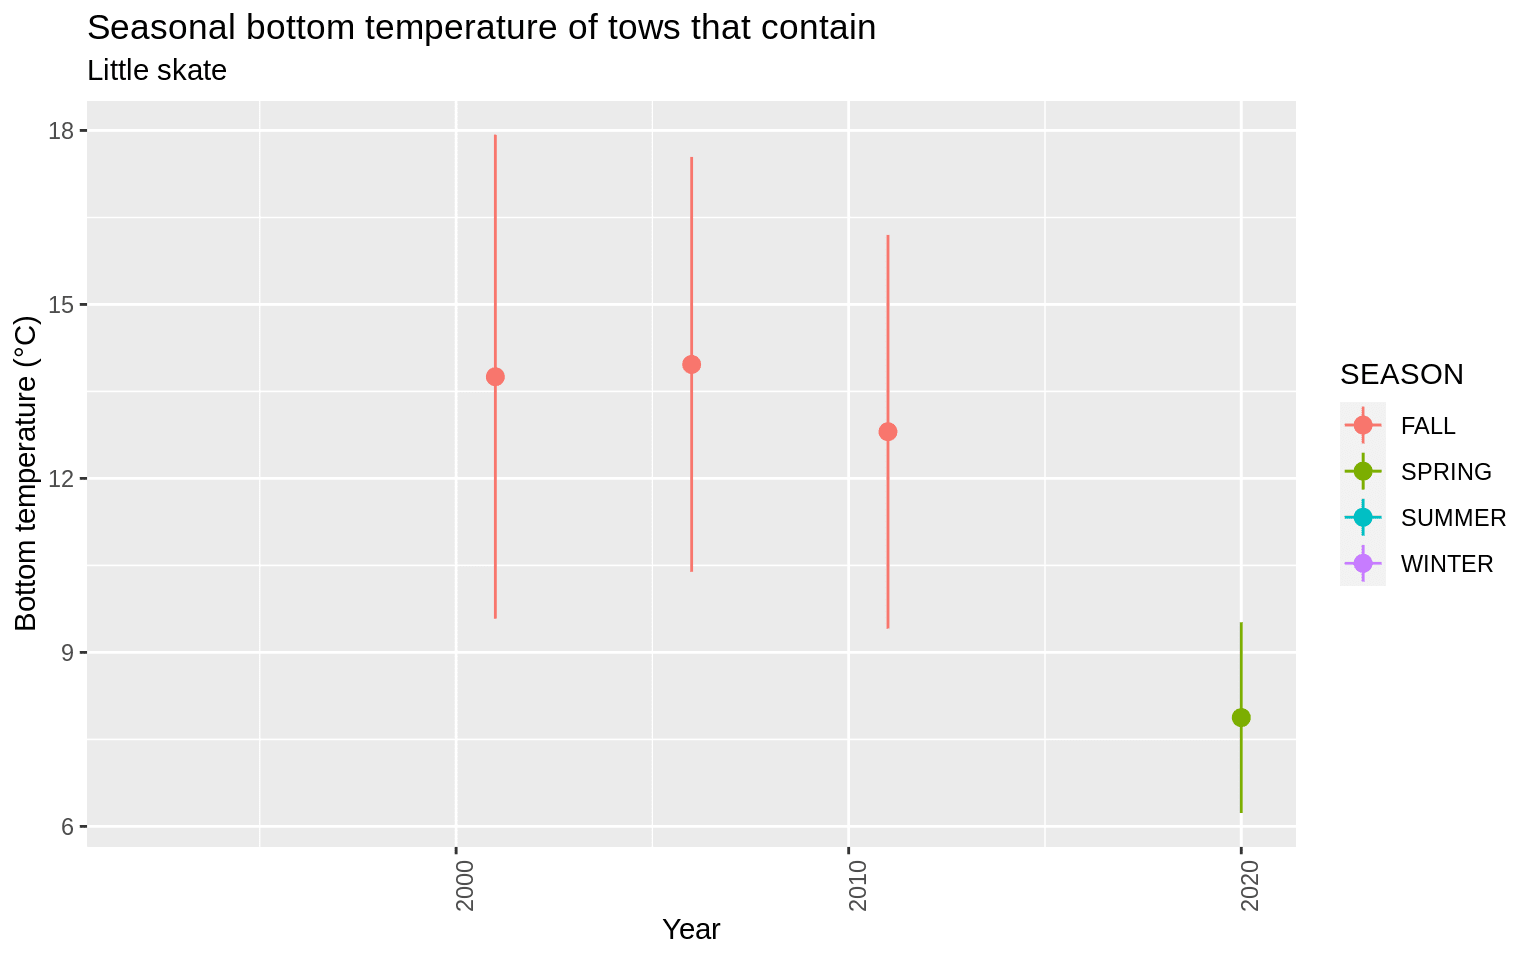 Seasonal bottom temperature of tows that contain
Little skate
18
15
12
9
6
Bottom temperature (°C)
2000
2010
2020
Year
SEASON
FALL
SPRING
SUMMER
WINTER